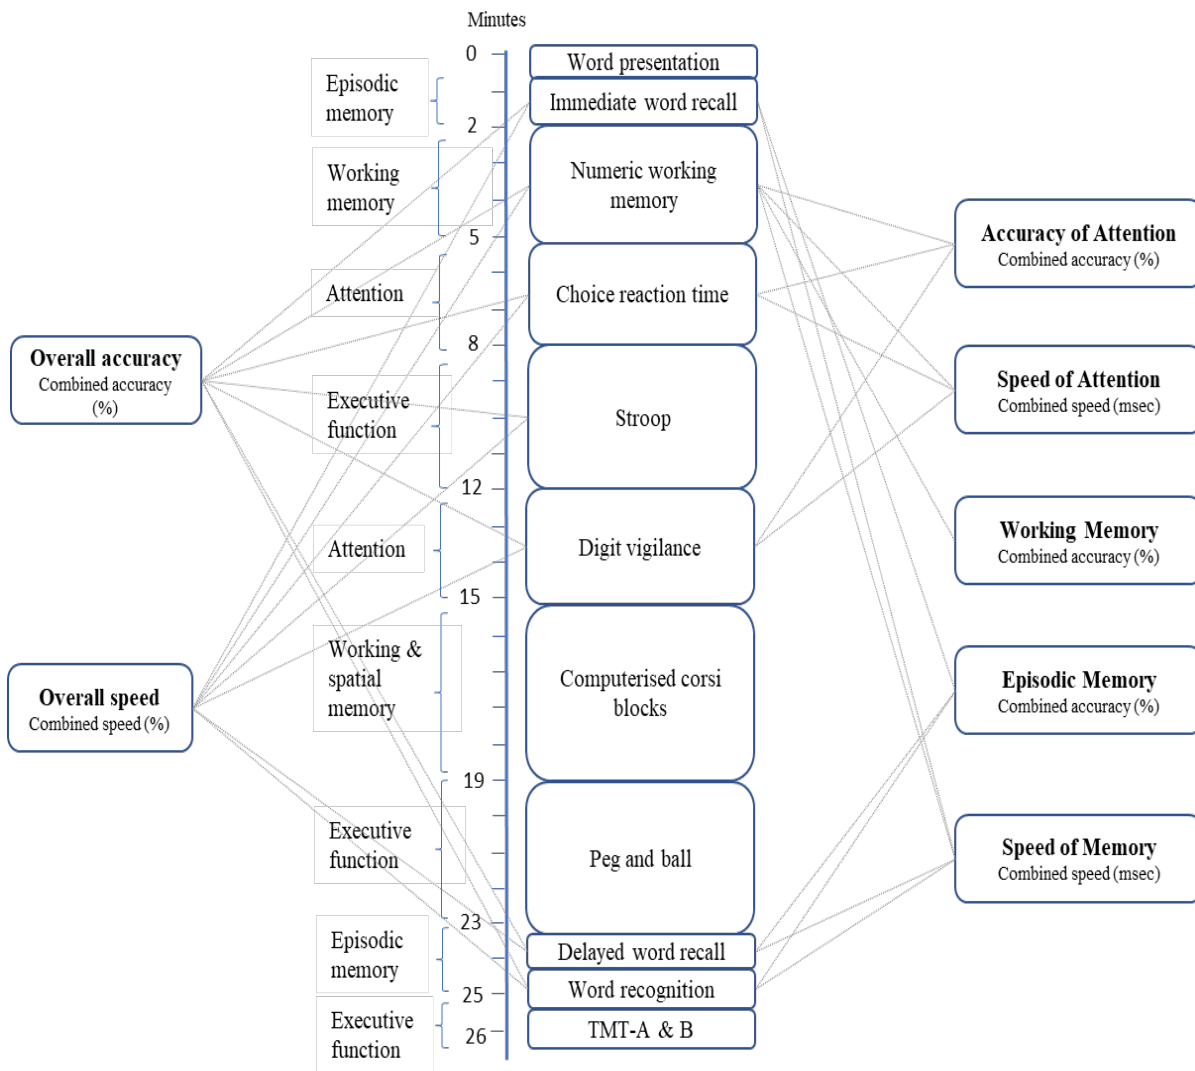 Minutes
0
2
5
8
12
15
19
23
25
26
Episodic
memory
Working
memory
Attention
Executive
function
Attention
Working &
spatial
memory
Executive
function
Episodic
memory
Executive
function
Overall accuracy
Combined accuracy
(%)
Overall speed
Combined speed (%)
Word presentation
Immediate word recall
Numeric working
memory
Choice reaction time
Stroop
Digit vigilance
Computerised corsi
blocks
Peg and ball
Delayed word recall
Word recognition
TMT-A & B
Accuracy of Attention
Combined accuracy (%)
Speed of Attention
Combined speed (msec)
Working Memory
Combined accuracy (%)
Episodic Memory
Combined accuracy (%)
Speed of Memory
Combined speed (msec)